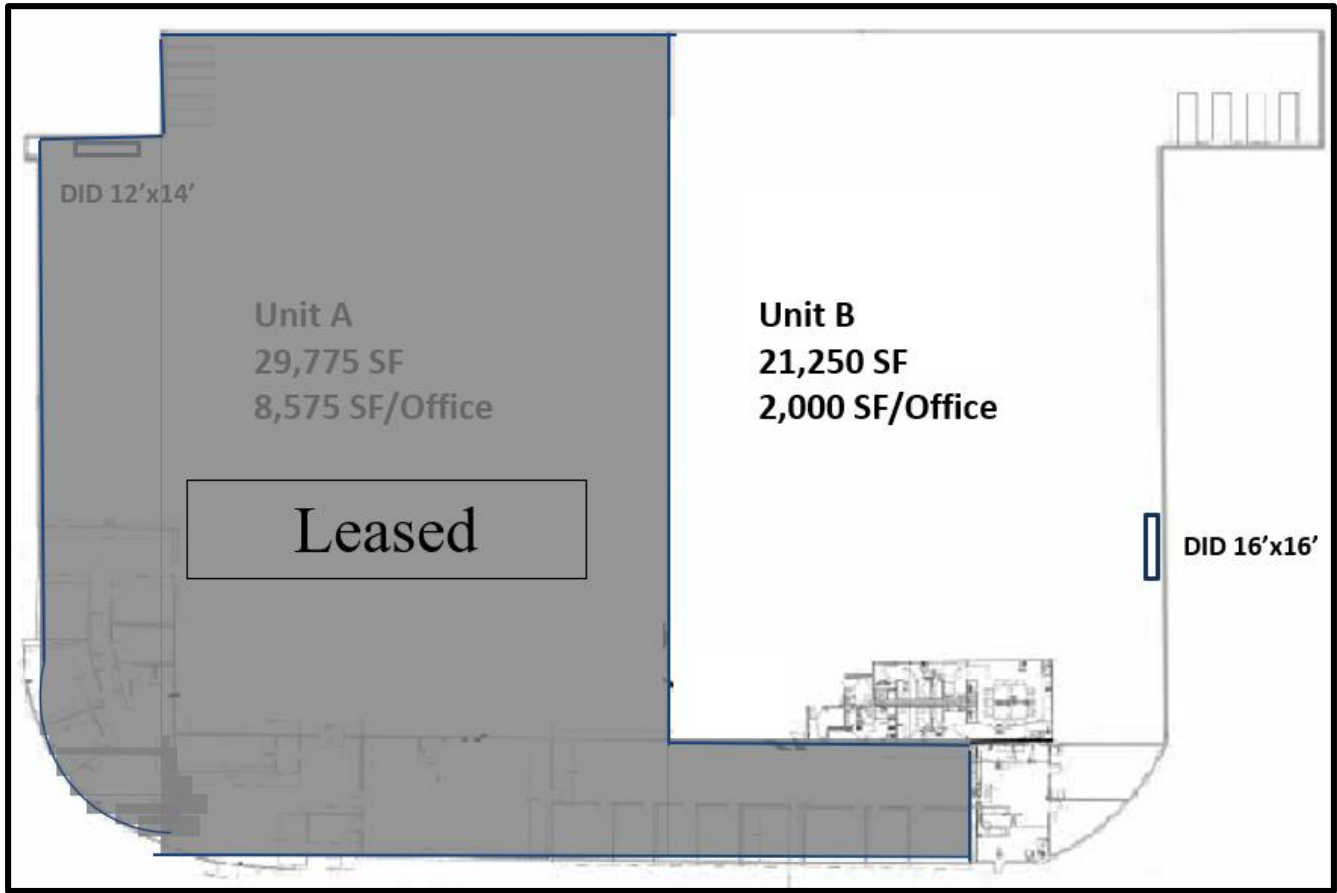 DID 12’x14’
Unit A
29,775 SF
8,575 SF/Office
Leased
Unit B
21,250 SF
2,000 SF/Office
DID 16’x16’